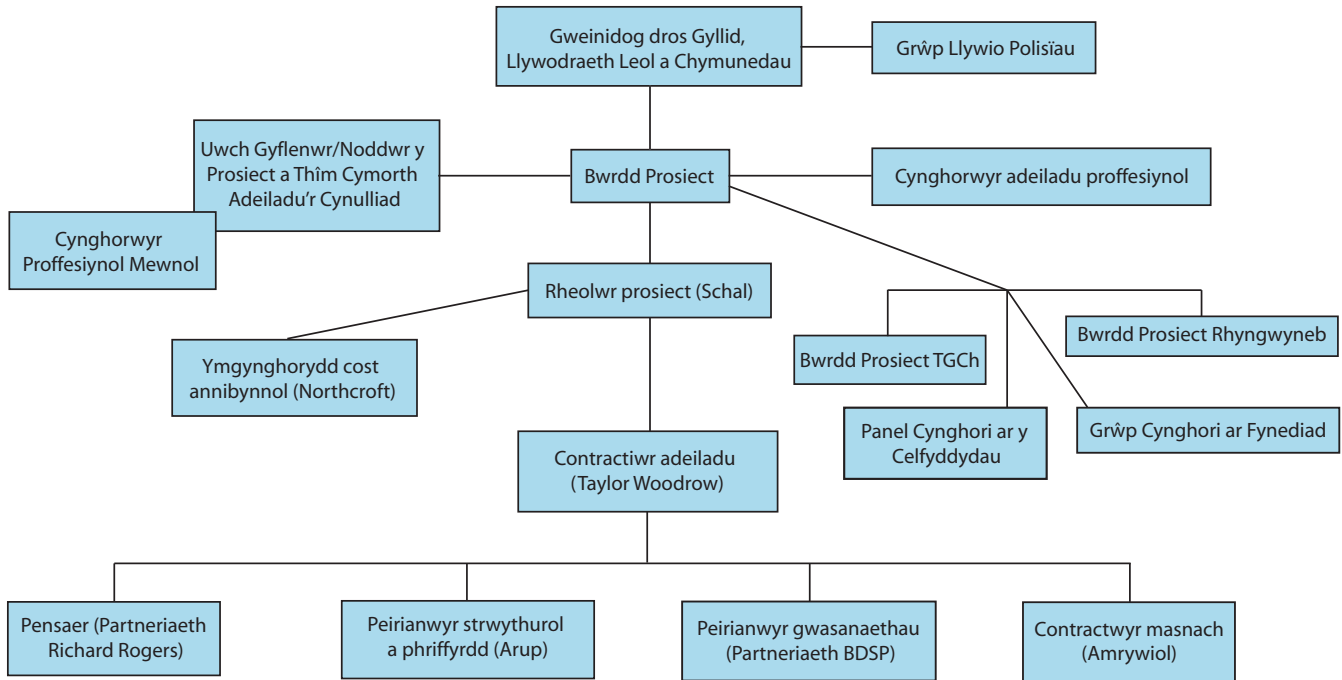 Gweinidog dros Gyllid,
Llywodraeth Leol a Chymunedau
Grŵp Llywio Polisïau
Uwch Gyflenwr/Noddwr y
Prosiect a Thîm Cymorth
Adeiladu'r Cynulliad
Bwrdd Prosiect
Cynghorwyr adeiladu proffesiynol
Cynghorwyr
Proffesiynol Mewnol
Rheolwr prosiect (Schal)
Ymgynghorydd cost
annibynnol (Northcroft)
Bwrdd Prosiect TGCh
Bwrdd Prosiect Rhyngwyneb
Panel Cynghori ar y
Celfyddydau
Grŵp Cynghori ar Fynediad
Contractiwr adeiladu
(Taylor Woodrow)
Pensaer (Partneriaeth
Richard Rogers)
Peirianwyr strwythurol
a phriffyrdd (Arup)
Peirianwyr gwasanaethau
(Partneriaeth BDSP)
Contractwyr masnach
(Amrywiol)